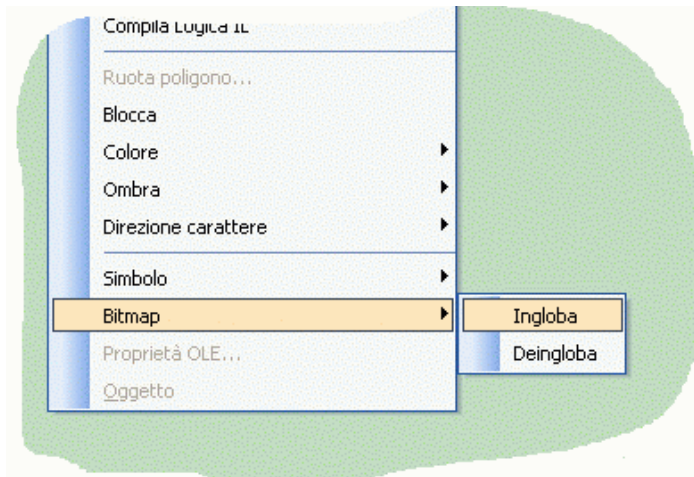 Compila Logica IL
Ruota poligono...
Blocca
Colore
Ombra
Direzione carattere
Simbolo
Bitmap
Ingloba
Deingloba
Proprietà OLE...
Oggetto